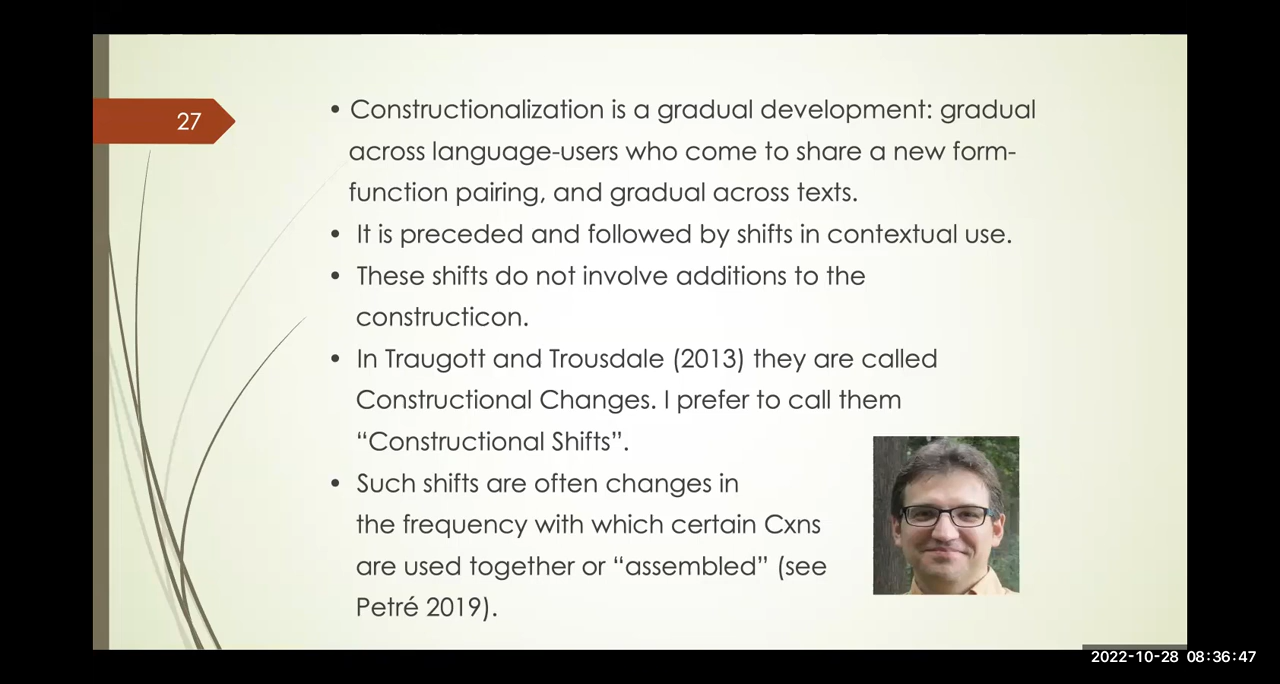 27
• Constructionalization is a gradual development: gradual
across language-users who come to share a new form-
function pairing, and gradual across texts.
• It is preceded and followed by shifts in contextual use.
• These shifts do not involve additions to the
constructicon.
• In Traugott and Trousdale (2013) they are called
Constructional Changes. I prefer to call them
“Constructional Shifts”.
• Such shifts are often changes in
the frequency with which certain Cxns
are used together or “assembled” (see
Petré 2019).
2022-10-28 08:36:47